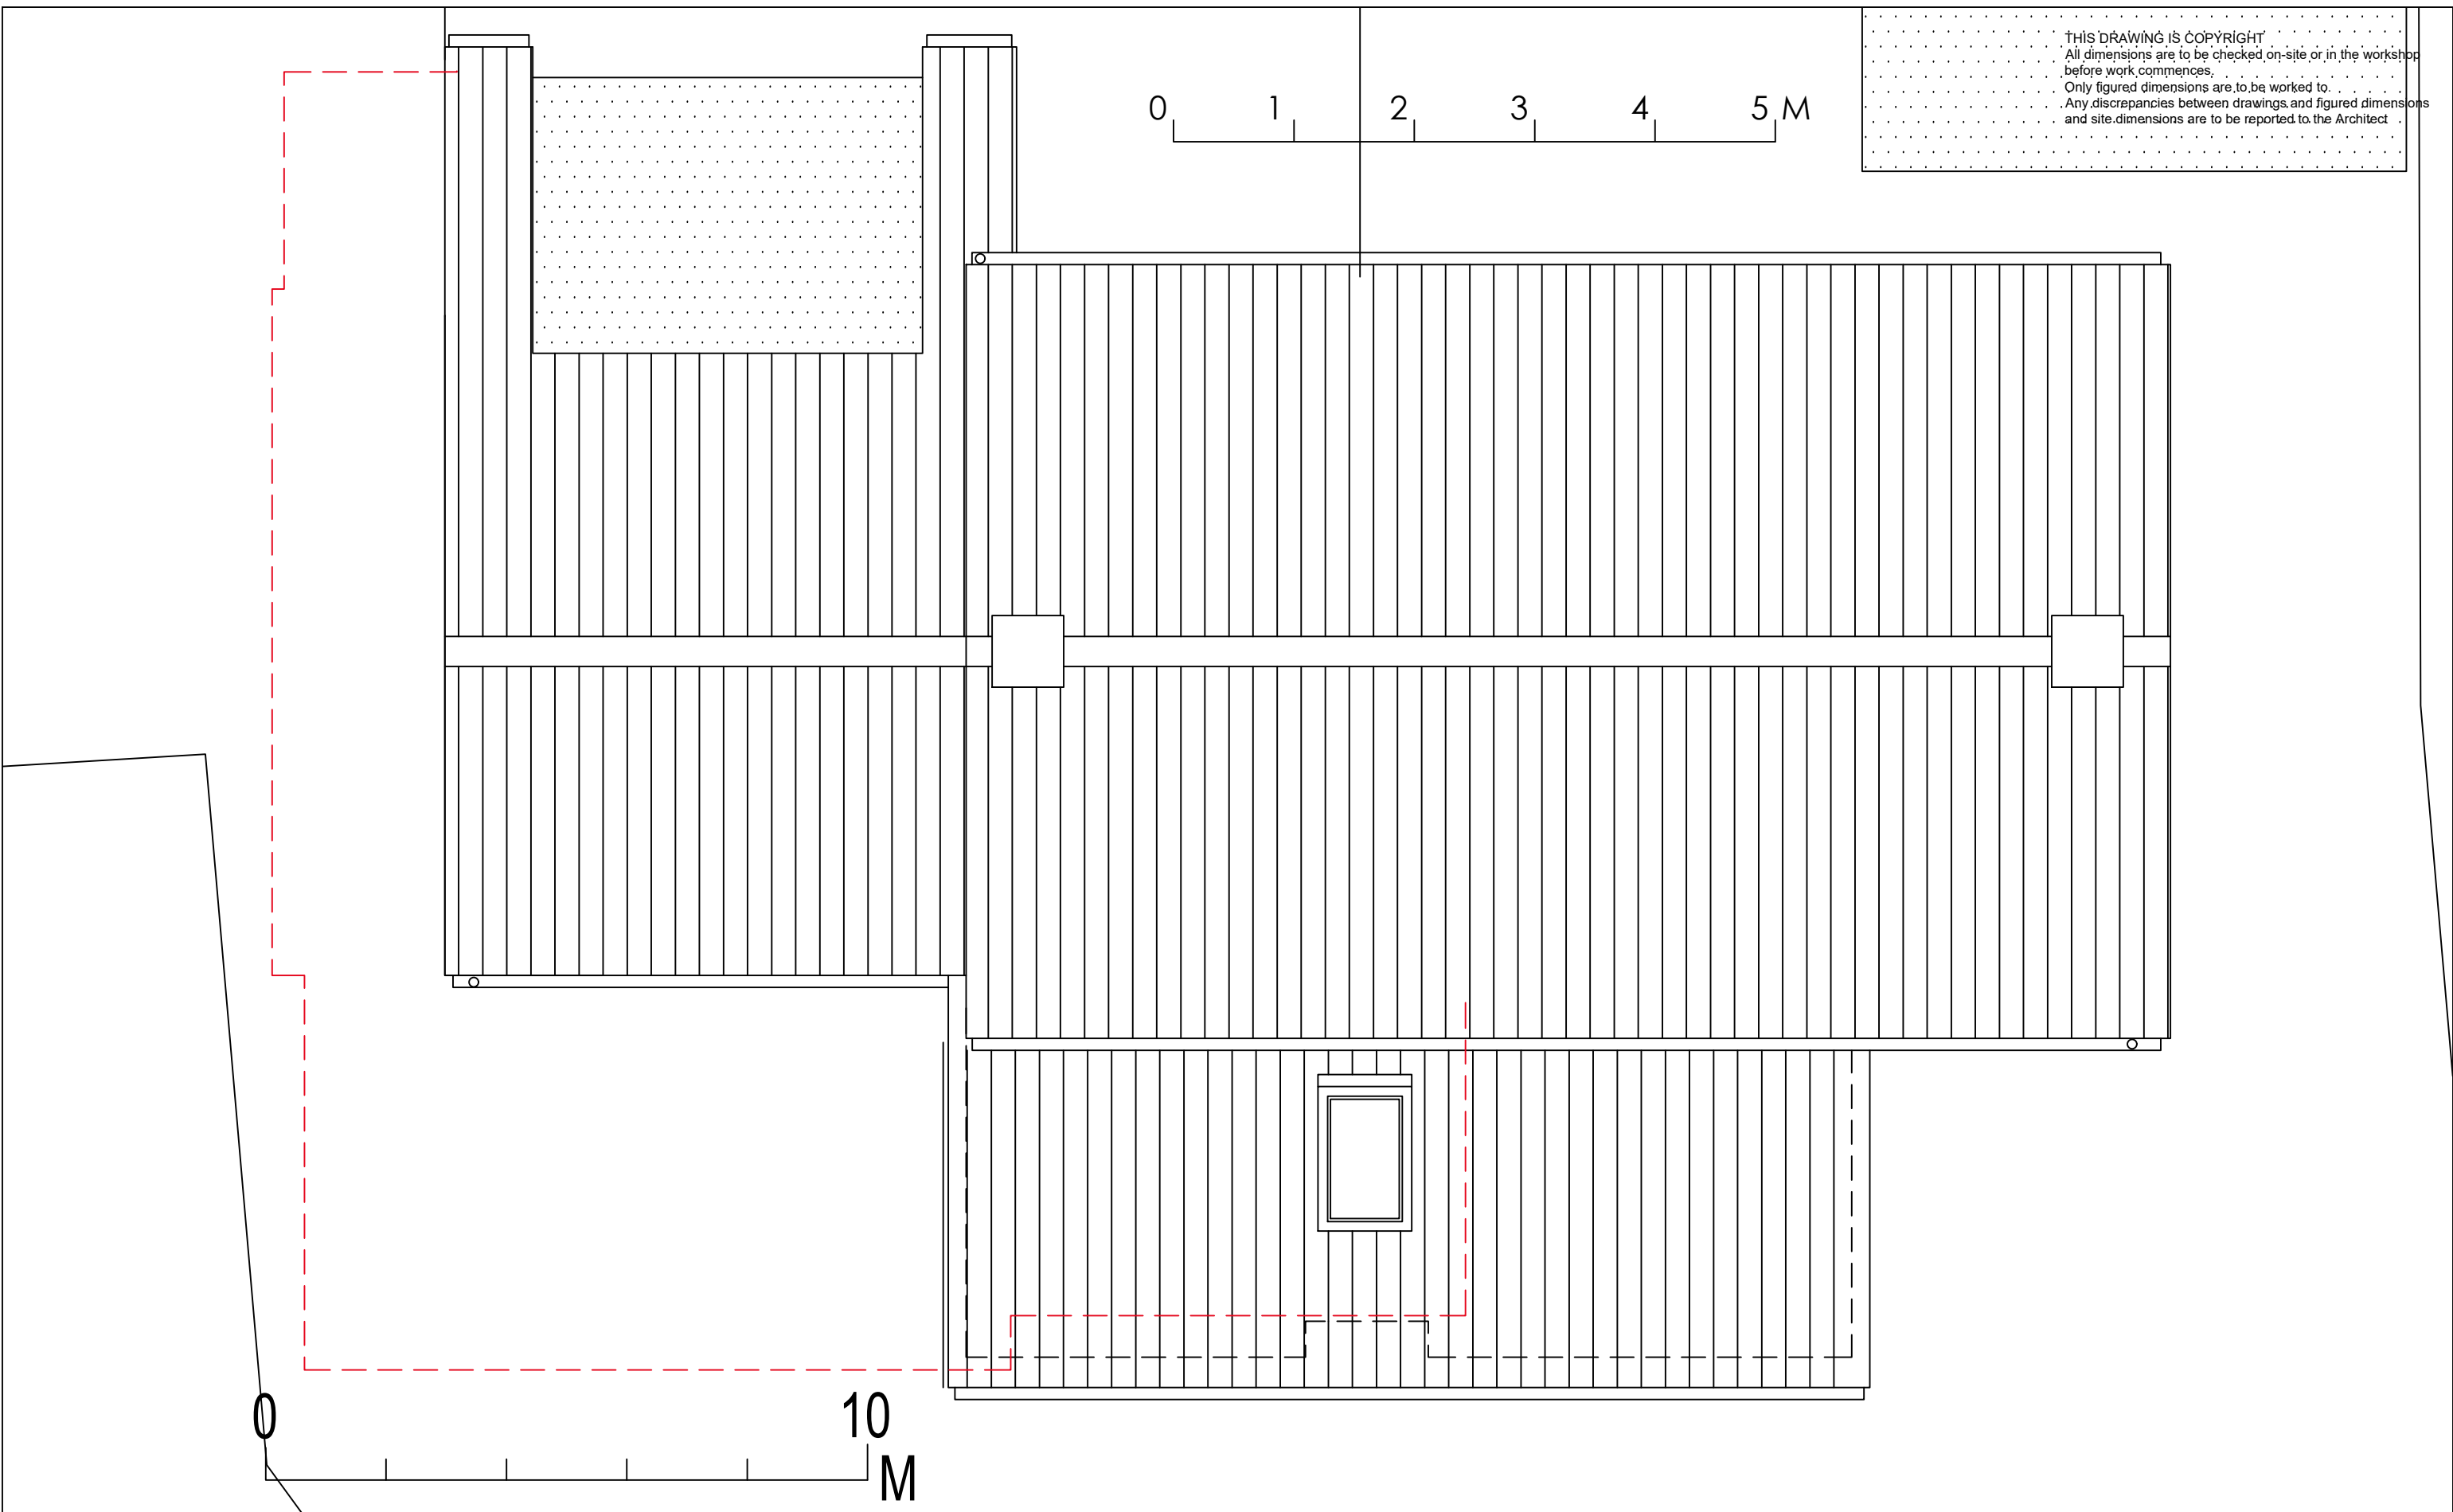 THIS DRAWING IS COPYRIGHT
All dimensions are to be checked on-site or in the workshop
before work commences.
Only figured dimensions are to be worked to.
Any discrepancies between drawings and figured dimensions
and site dimensions are to be reported to the Architect
0 1 2 3 4 5 M
0 10
M